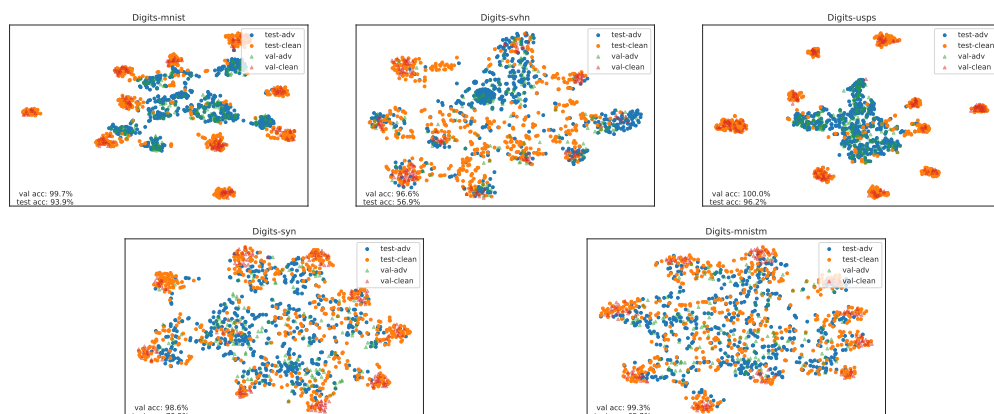 Digits-mnist
test-adv
test-clean
val-adv
val-clean
val acc: 99.7%
test acc: 93.9%
Digits-svhn
test-adv
test-clean
val-adv
val-clean
val acc: 96.6%
test acc: 56.9%
Digits-usps
test-adv
test-clean
val-adv
val-clean
val acc: 100.0%
test acc: 96.2%
Digits-syn
test-adv
test-clean
val-adv
val-clean
val acc: 98.6%
Digits-mnistm
test-adv
test-clean
val-adv
val-clean
val acc: 99.3%